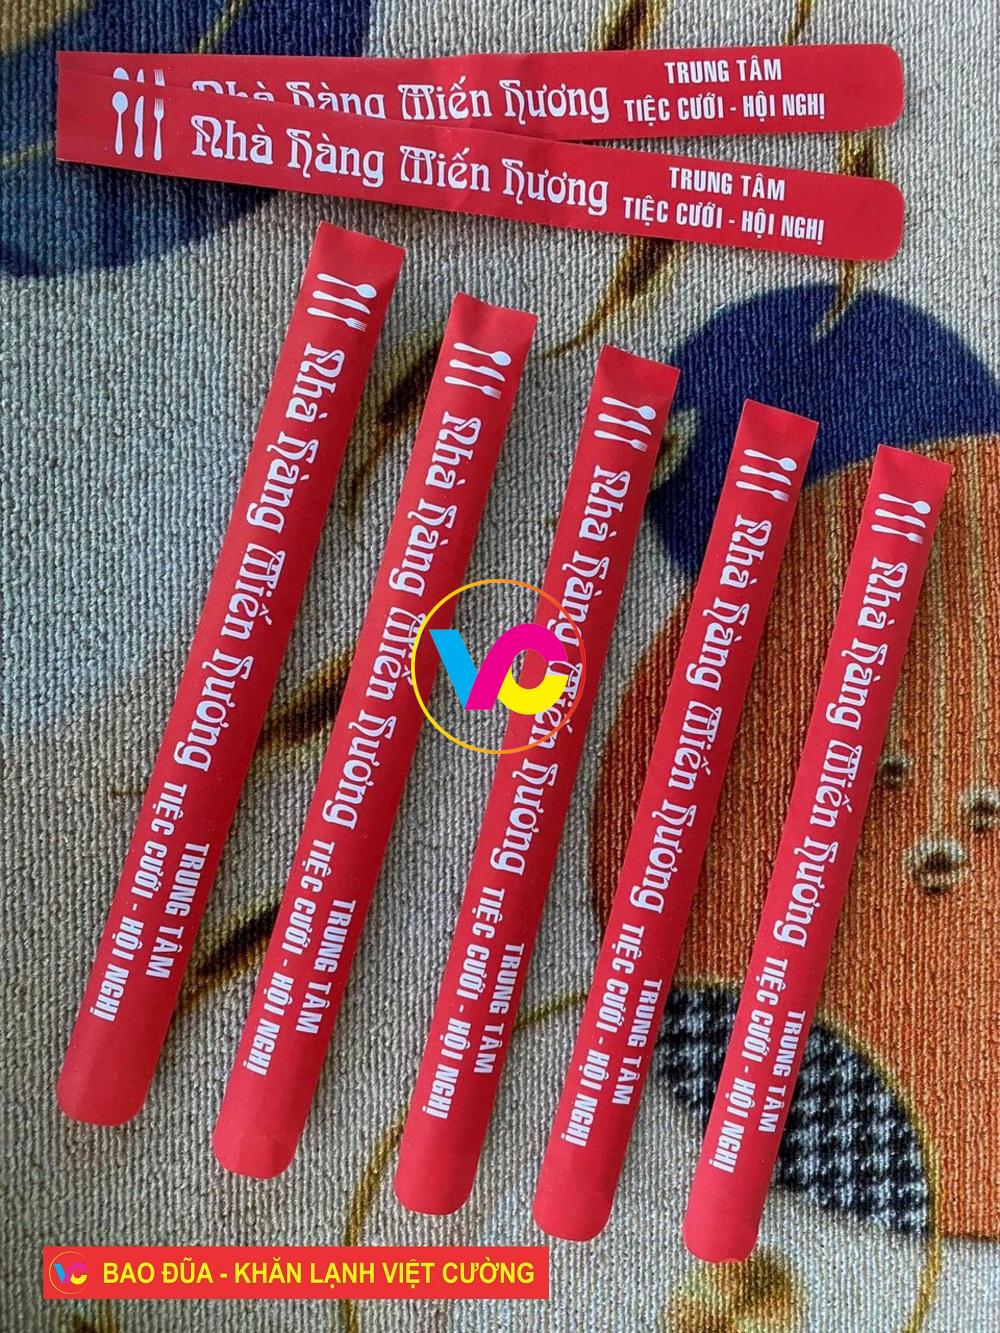 Nhà Hàng Miến Hương
TRUNG TÂM
TIỆC CƯỚI - HỘI NGHỊ
Nhà Hàng Miến Hương
TRUNG TÂM
TIỆC CƯỚI - HỘI NGHỊ
Nhà Hàng Miến Hương
TRUNG TÂM
TIỆC CƯỚI - HỘI NGHỊ
Nhà Hàng Miến Hương
TRUNG TÂM
TIỆC CƯỚI - HỘI NGHỊ
Nhà Hàng Miến Hương
TRUNG TÂM
TIỆC CƯỚI - HỘI NGHỊ
Nhà Hàng Miến Hương
TRUNG TÂM
TIỆC CƯỚI - HỘI NGHỊ
Nhà Hàng Miến Hương
TRUNG TÂM
TIỆC CƯỚI - HỘI NGHỊ
VC
VC BAO ĐŨA - KHĂN LẠNH VIỆT CƯỜNG